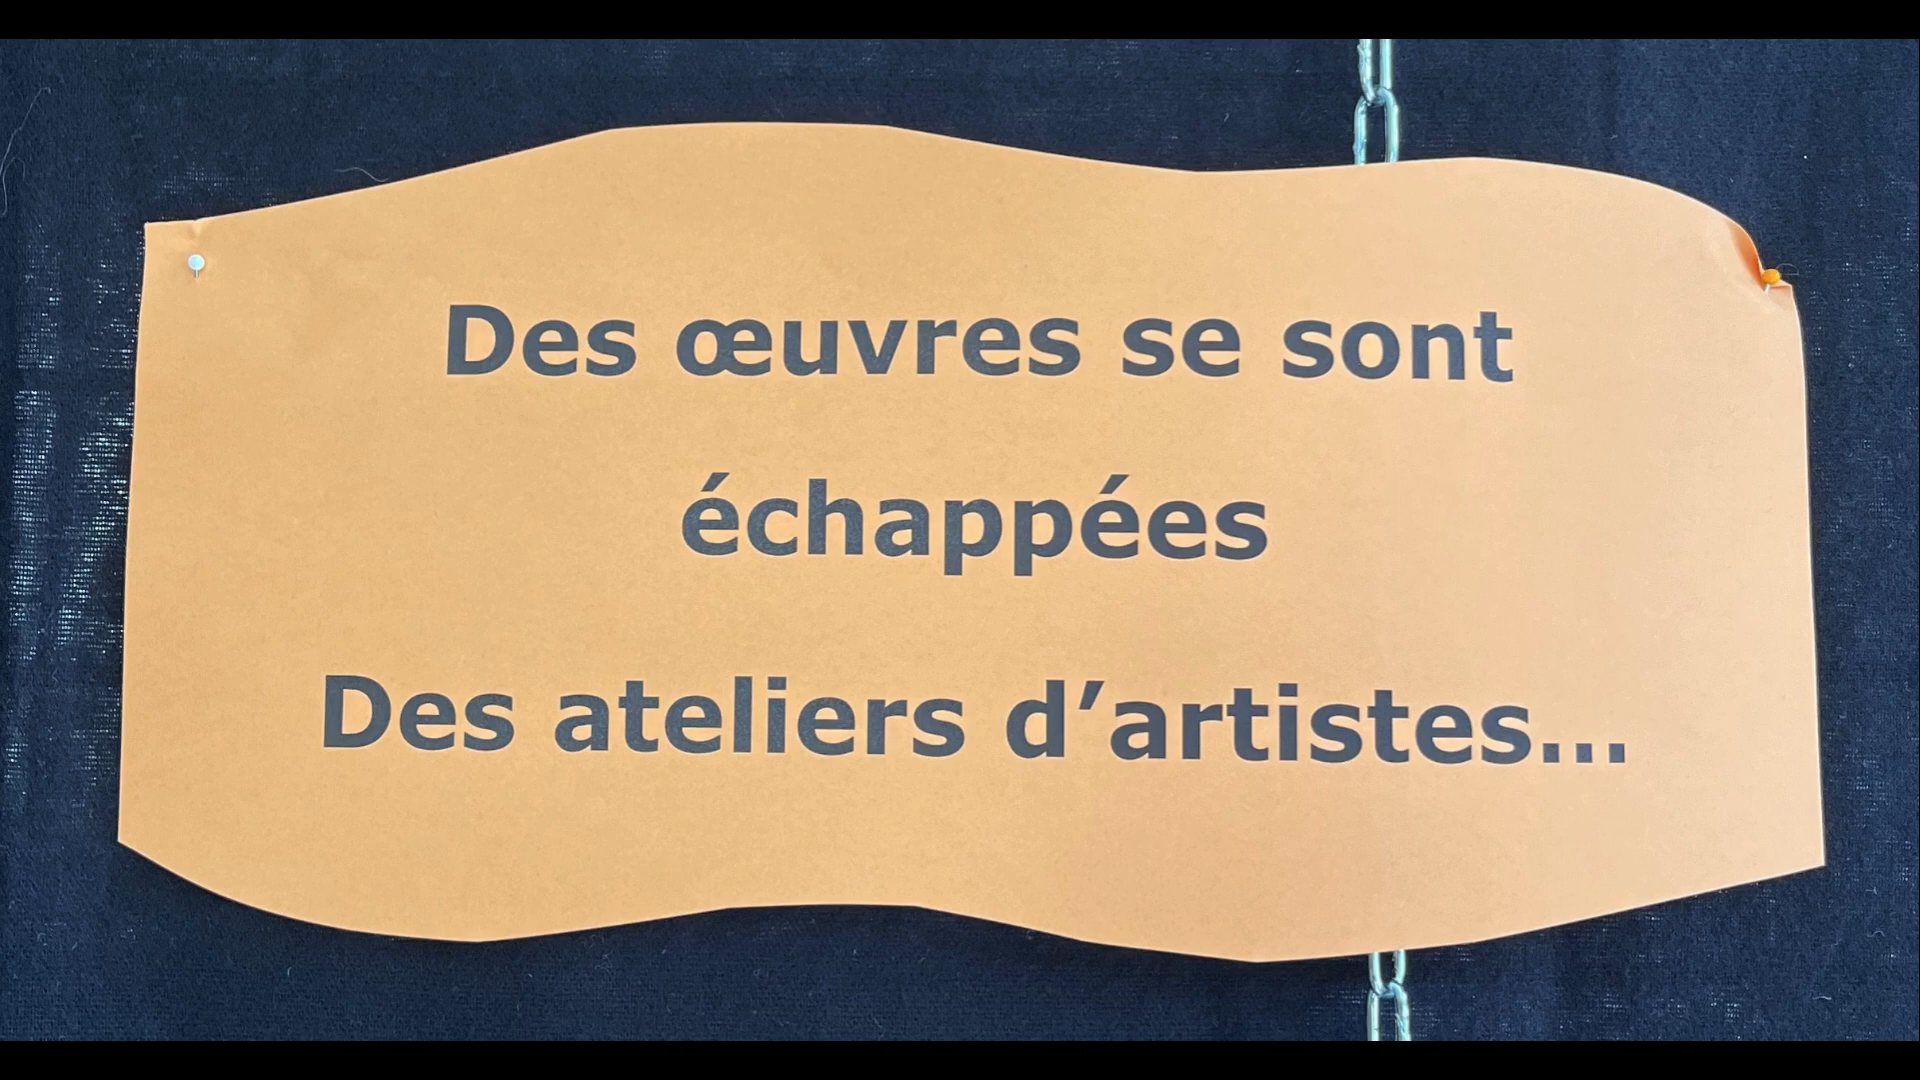 Des œuvres se sont
échappées
Des ateliers d’artistes...